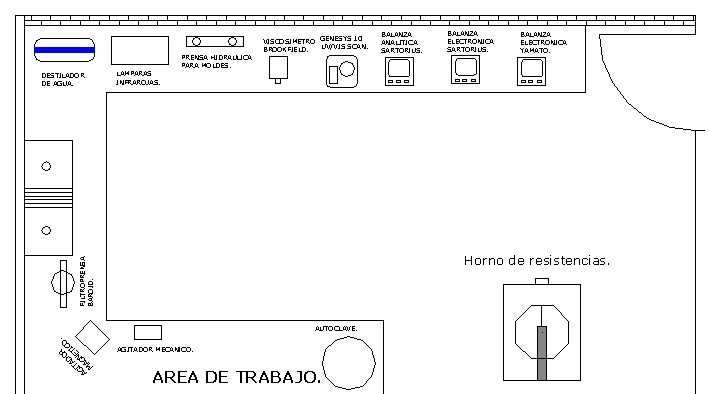 DESTILADOR
DE AGUA.
LAMPARAS
INFRAROJAS.
PRENSA HIDRAULICA
PARA MOLDES.
VISCOSIMETRO
BROOKFIELD.
GENESYS 10
UV/VIS SCAN.
BALANZA
ANALITICA
SARTORIUS.
BALANZA
ELECTRONICA
SARTORIUS.
BALANZA
ELECTRONICA
YAMATO.
FILTROPRENSA
BAROID.
Horno de resistencias.
AGITADOR
MAGNETICO.
AGITADOR MECANICO.
AUTOCLAVE.
AREA DE TRABAJO.